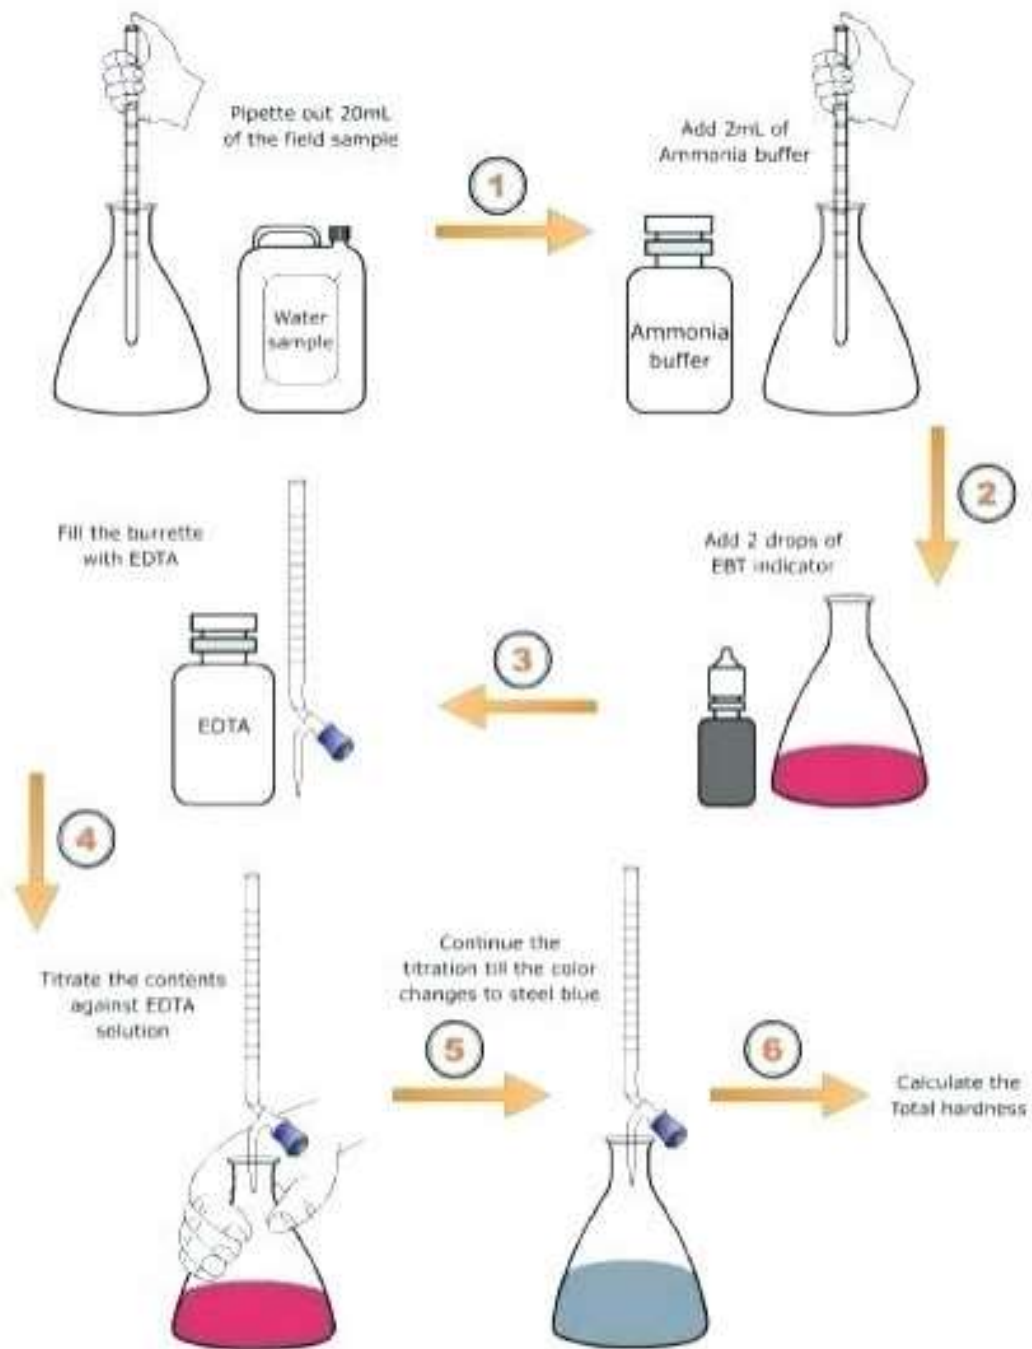 Pipette out 20mL
of the field sample
Water
sample
1
Add 2mL of
Ammonia buffer
Ammonia
buffer
2
Add 2 drops of
EBT indicator
3
Fill the burrette
with EDTA
EDTA
4
Titrate the contents
against EDTA
solution
5
Continue the
titration till the color
changes to steel blue
6
Calculate the
Total hardness